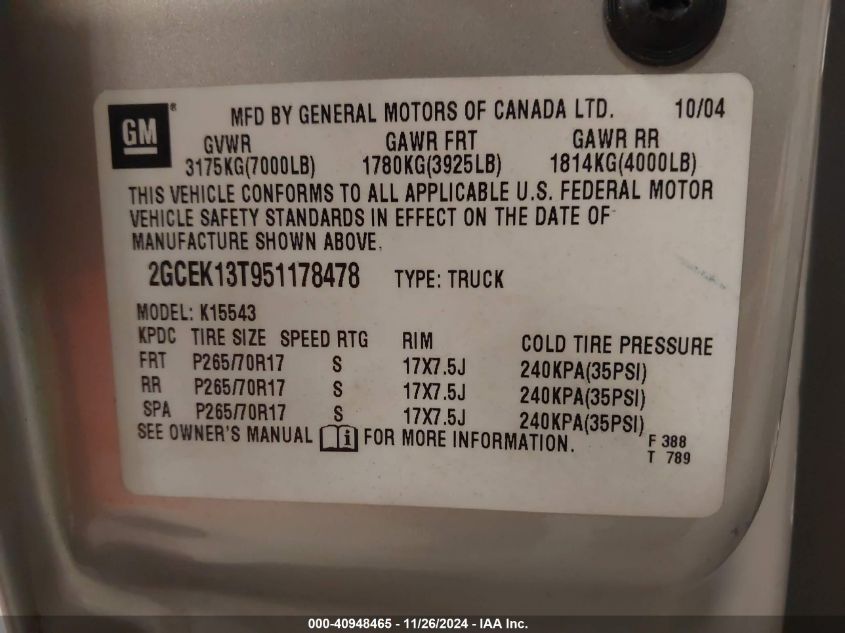 GM ® MFD BY GENERAL MOTORS OF CANADA LTD. 10/04
GVWR GAWR FRT GAWR RR
3175KG(7000LB) 1780KG(3925LB) 1814KG(4000LB)
THIS VEHICLE CONFORMS TO ALL APPLICABLE U.S. FEDERAL MOTOR
VEHICLE SAFETY STANDARDS IN EFFECT ON THE DATE OF
MANUFACTURE SHOWN ABOVE.
2GCEK13T951178478 TYPE: TRUCK
MODEL: K15543
KPDC TIRE SIZE SPEED RTG RIM COLD TIRE PRESSURE
FRT P265/70R17 S 17X7.5J 240KPA(35PSI)
RR P265/70R17 S 17X7.5J 240KPA(35PSI)
SPA P265/70R17 S 17X7.5J 240KPA(35PSI)
SEE OWNER'S MANUAL i FOR MORE INFORMATION.
F 388
T 789
000-40948465 - 11/26/2024 - IAA Inc.